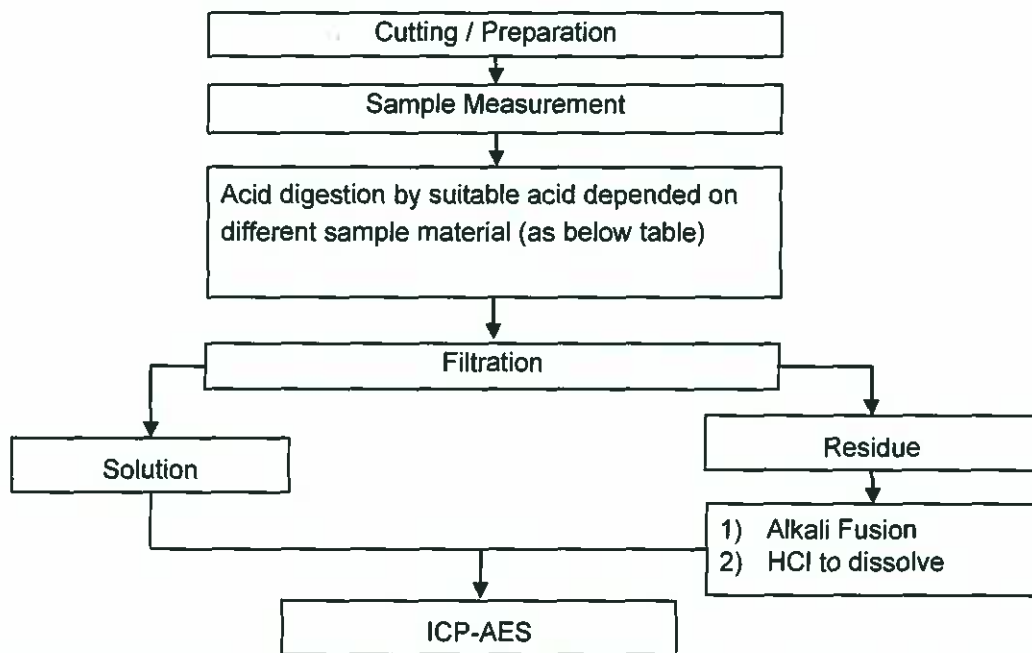 Cutting / Preparation
Sample Measurement
Acid digestion by suitable acid depended on
different sample material (as below table)
Filtration
Solution
Residue
1) Alkali Fusion
2) HCl to dissolve
ICP-AES